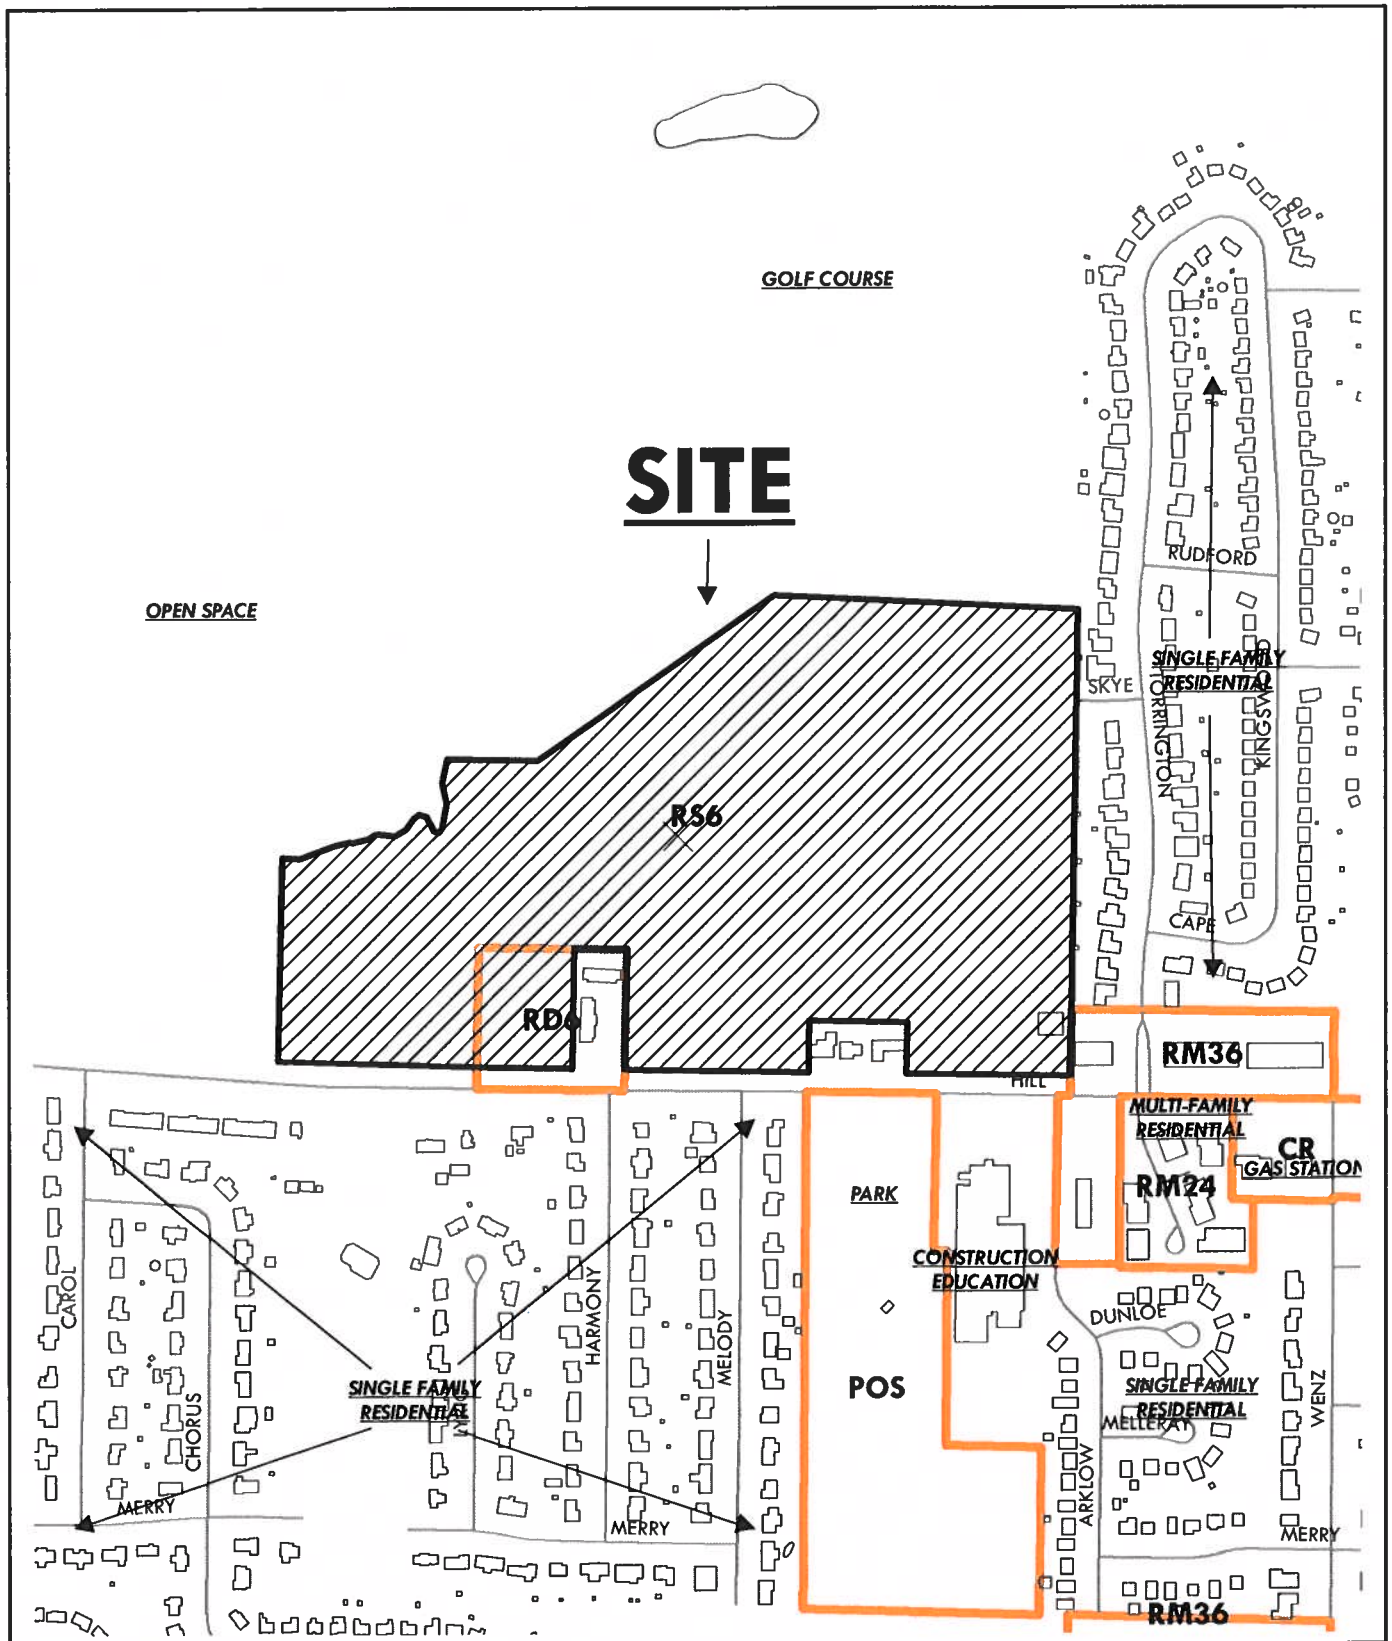 GOLF COURSE
SITE
RUDFORD
OPEN SPACE
SINGLE FAMILY
RESIDENTIAL
SKYE
TORRINGTON
KINGSWOOD
RS6
CAPE
RD6
RM36
HILL
MULTI-FAMILY
RESIDENTIAL
CR
GAS STATION
RM24
PARK
CONSTRUCTION
EDUCATION
CAROL
HARMONY
MELODY
DUNLOE
POS
SINGLE FAMILY
RESIDENTIAL
SINGLE FAMILY
RESIDENTIAL
WENZ
MELLERAY
CHORUS
ARKLOW
MERRY
MERRY
MERRY
RM36